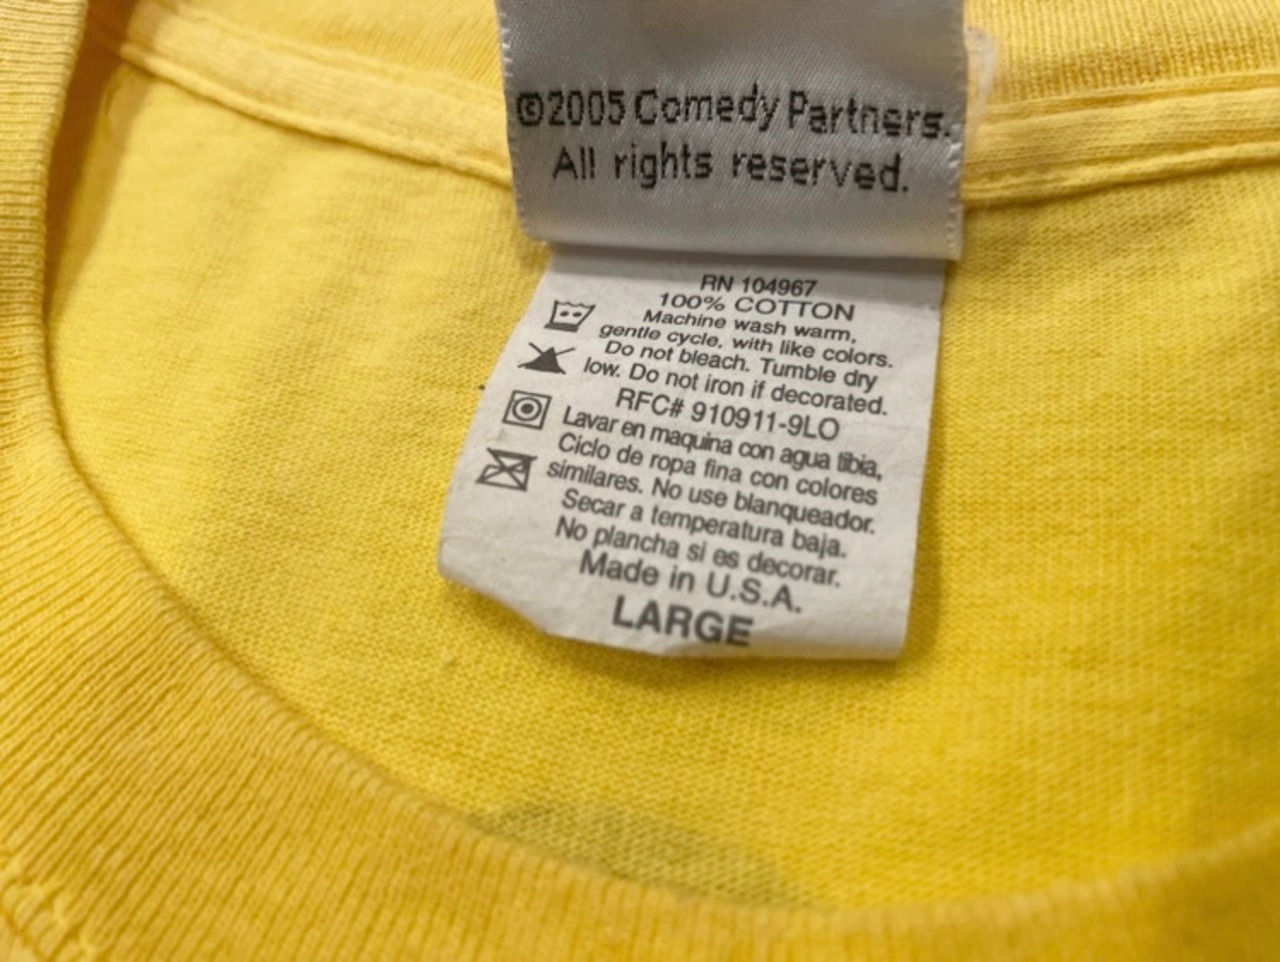 ©2005 Comedy Partners.
All rights reserved.
RN 104967
100% COTTON
Machine wash warm,
gentle cycle, with like colors.
Do not bleach. Tumble dry
low. Do not iron if decorated.
RFC# 910911-9LO
Lavar en maquina con agua tibia,
Ciclo de ropa fina con colores
similares. No use blanqueador.
Secar a temperatura baja.
No plancha si es decorar.
Made in U.S.A.
LARGE